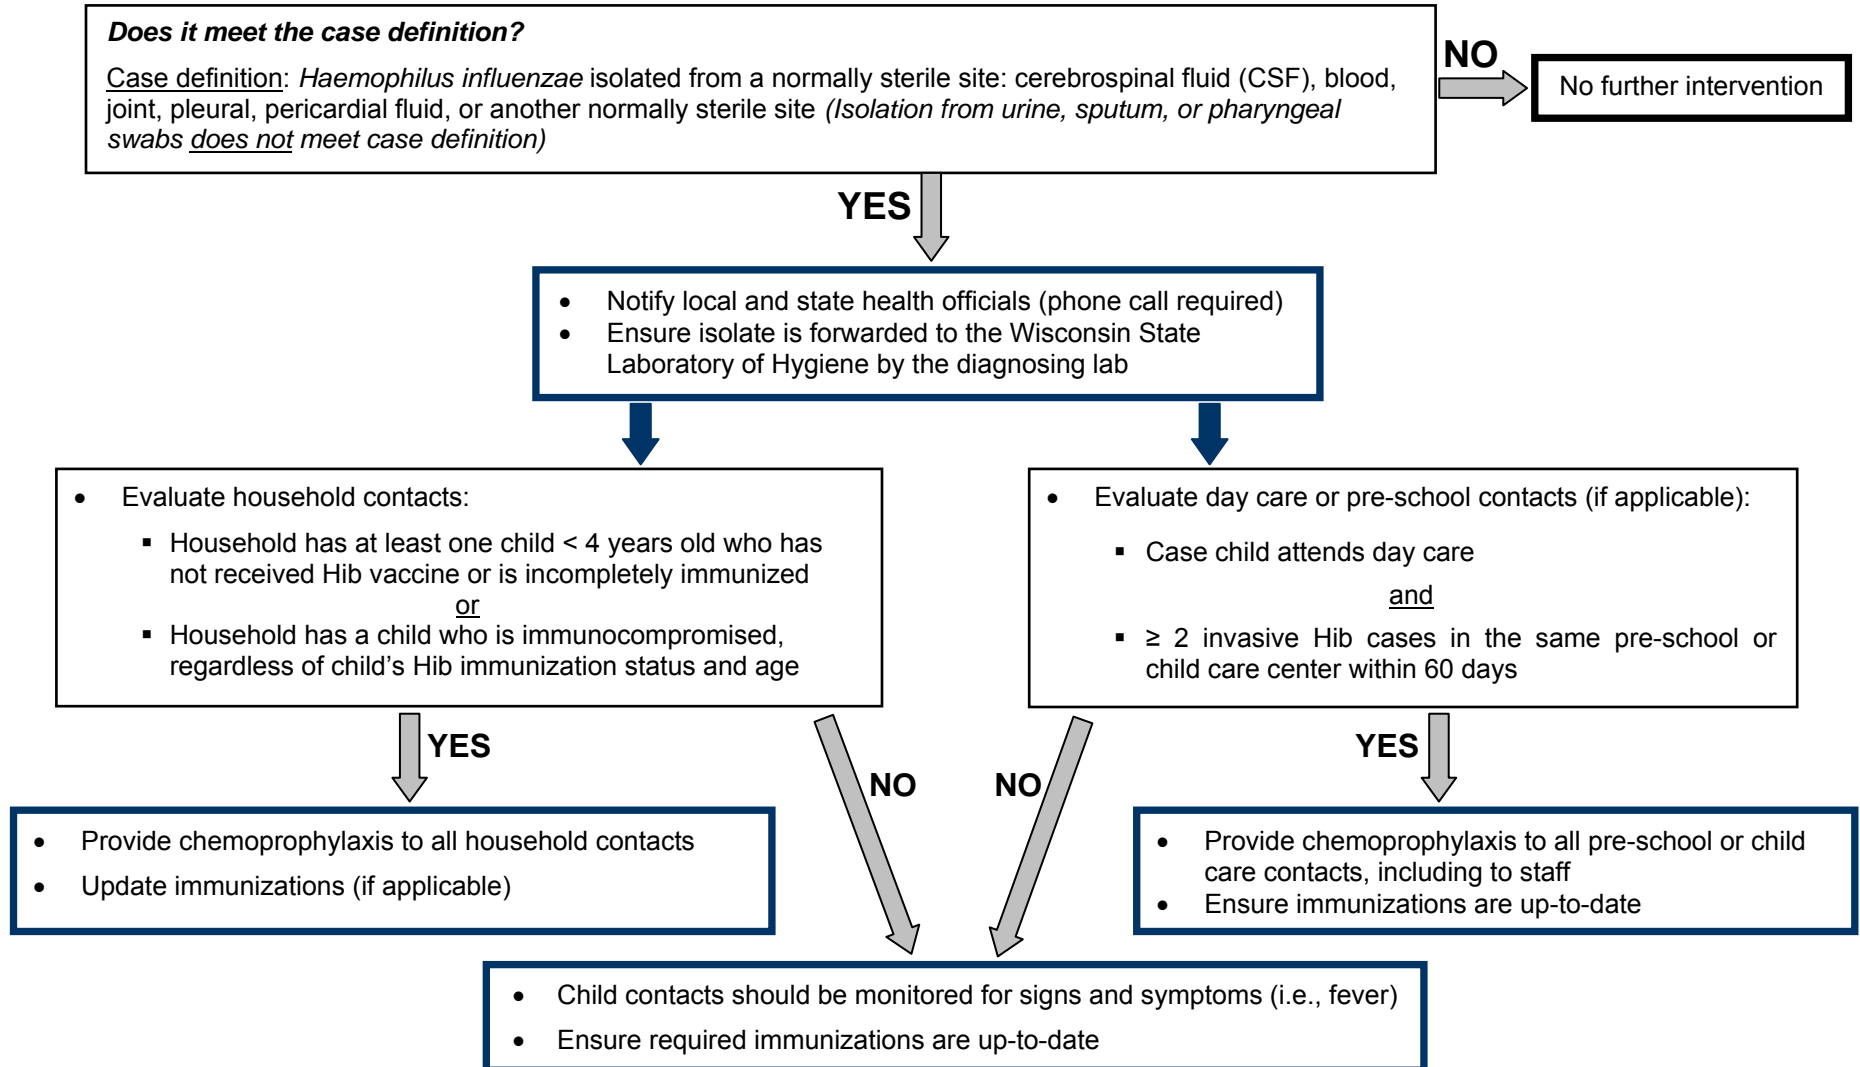 Does it meet the case definition?
Case definition: Haemophilus influenzae isolated from a normally sterile site: cerebrospinal fluid (CSF), blood,
joint, pleural, pericardial fluid, or another normally sterile site (Isolation from urine, sputum, or pharyngeal
swabs does not meet case definition)
NO
No further intervention
YES
• Notify local and state health officials (phone call required)
• Ensure isolate is forwarded to the Wisconsin State
Laboratory of Hygiene by the diagnosing lab
• Evaluate household contacts:
▪ Household has at least one child < 4 years old who has
not received Hib vaccine or is incompletely immunized
or
▪ Household has a child who is immunocompromised,
regardless of child's Hib immunization status and age
• Evaluate day care or pre-school contacts (if applicable):
▪ Case child attends day care
and
▪ ≥ 2 invasive Hib cases in the same pre-school or
child care center within 60 days
YES
NO
NO
YES
• Provide chemoprophylaxis to all household contacts
• Update immunizations (if applicable)
• Provide chemoprophylaxis to all pre-school or child
care contacts, including to staff
• Ensure immunizations are up-to-date
• Child contacts should be monitored for signs and symptoms (i.e., fever)
• Ensure required immunizations are up-to-date